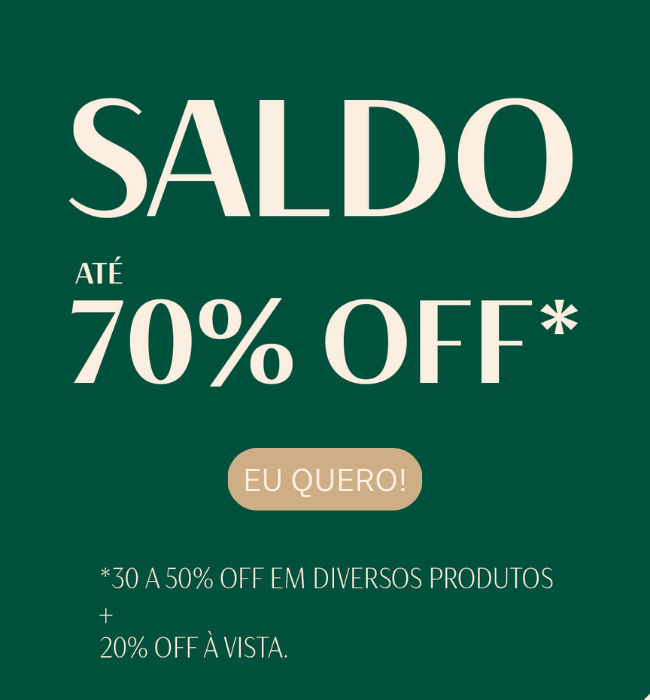 SALDO
ATÉ
70% OFF*
EU QUERO!
*30 A 50% OFF EM DIVERSOS PRODUTOS
+
20% OFF À VISTA.